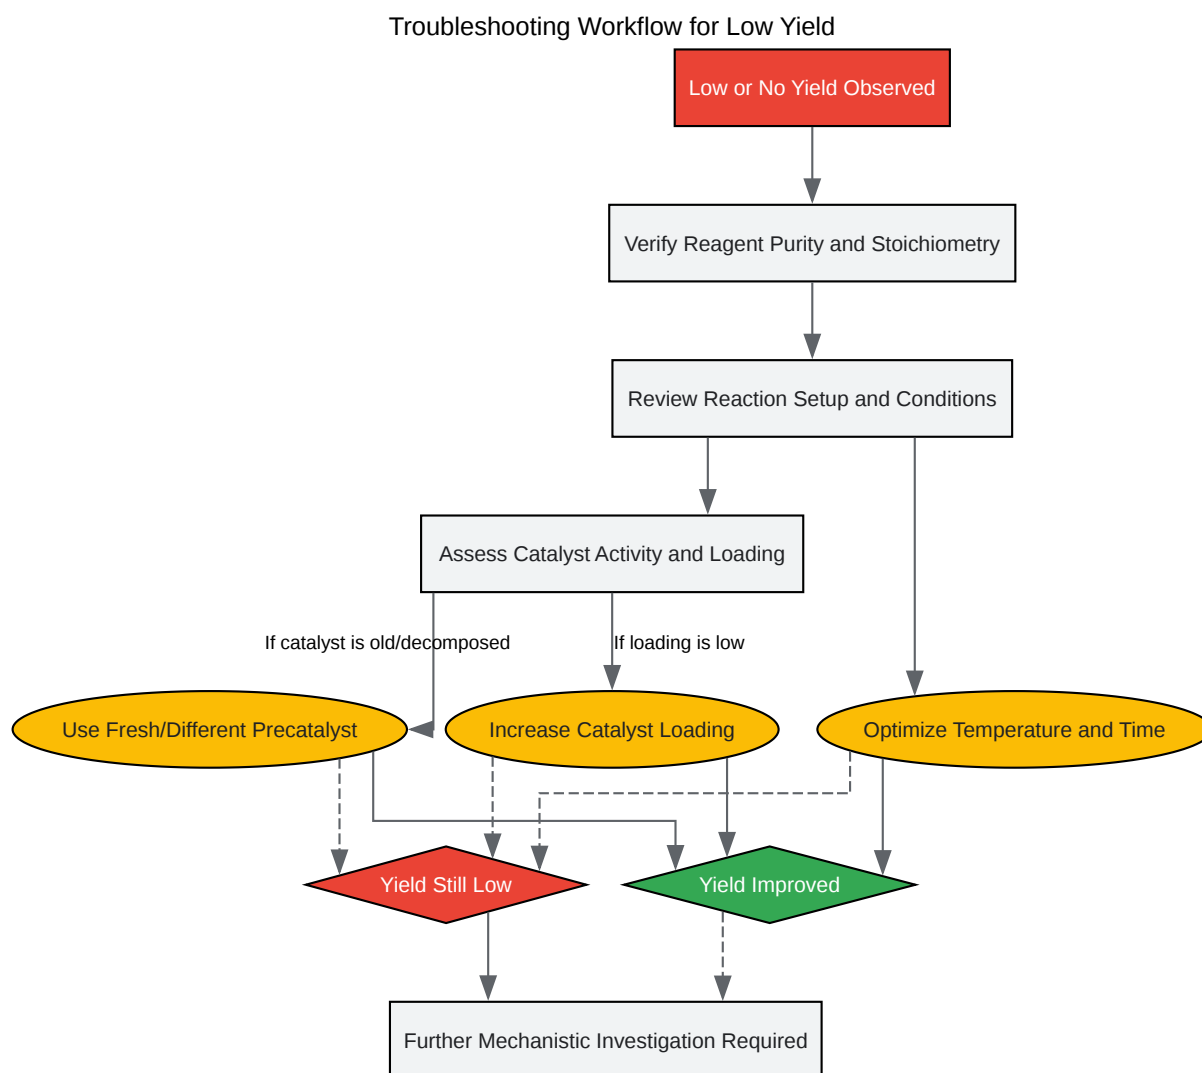 Troubleshooting Workflow for Low Yield
Low or No Yield Observed
Verify Reagent Purity and Stoichiometry
Review Reaction Setup and Conditions
Assess Catalyst Activity and Loading
If catalyst is old/decomposed
If loading is low
Use Fresh/Different Precatalyst
Increase Catalyst Loading
Optimize Temperature and Time
Yield Still Low
Yield Improved
Further Mechanistic Investigation Required